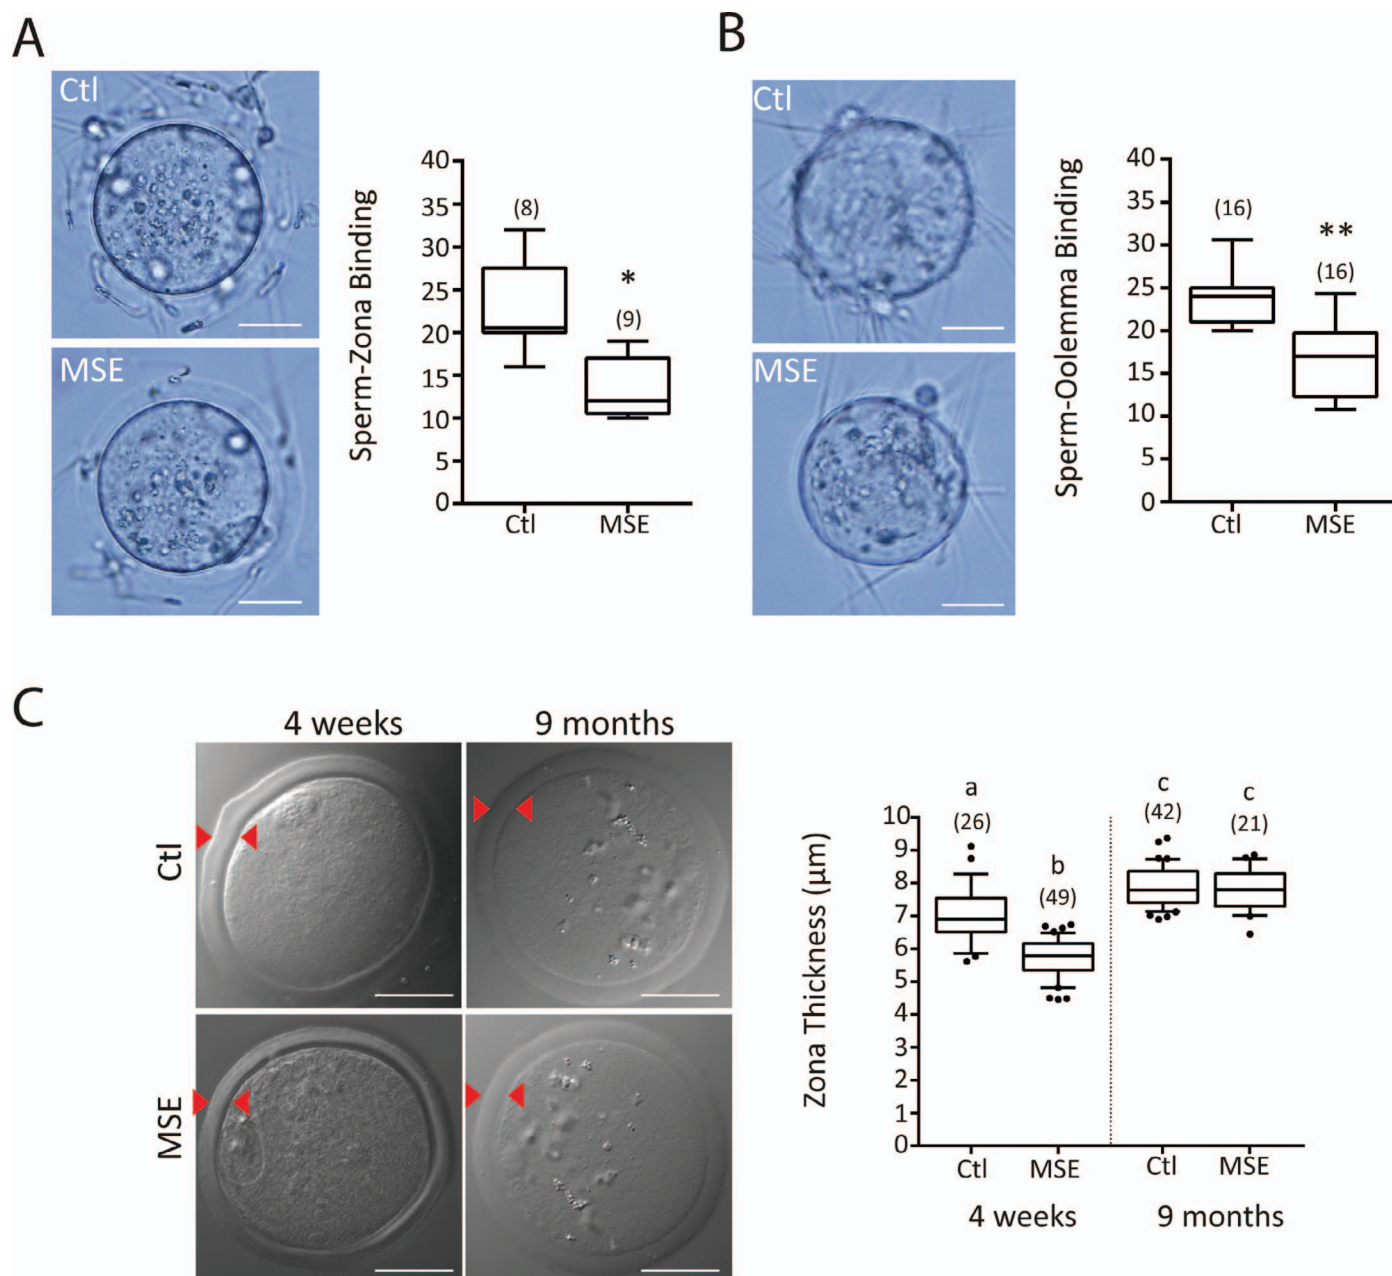 A
Ctl
MSE
Sperm-Zona Binding
40
35
30
25
20
15
10
5
0
(8)
*
(9)
Ctl
MSE
B
Ctl
MSE
Sperm-Oolemma Binding
40
35
30
25
20
15
10
5
0
(16)
**
(16)
Ctl
MSE
C
4 weeks
9 months
Ctl
MSE
Zona Thickness (μm)
10
9
8
7
6
5
4
3
2
1
0
a
(26)
b
(49)
c
(42)
c
(21)
Ctl
MSE
Ctl
MSE
4 weeks
9 months